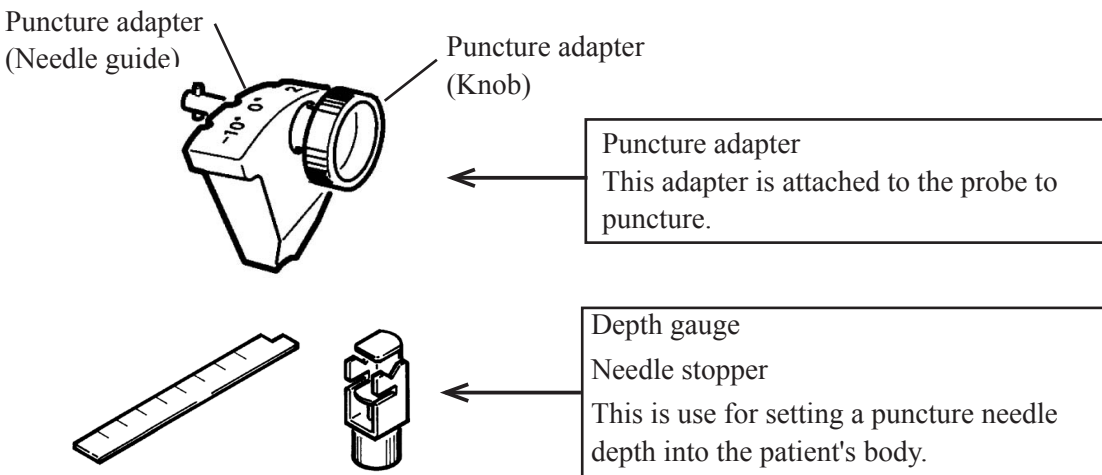 Puncture adapter
(Needle guide)
Puncture adapter
(Knob)
-10° 0° 2
Puncture adapter
This adapter is attached to the probe to
puncture.
Depth gauge
Needle stopper
This is use for setting a puncture needle
depth into the patient's body.